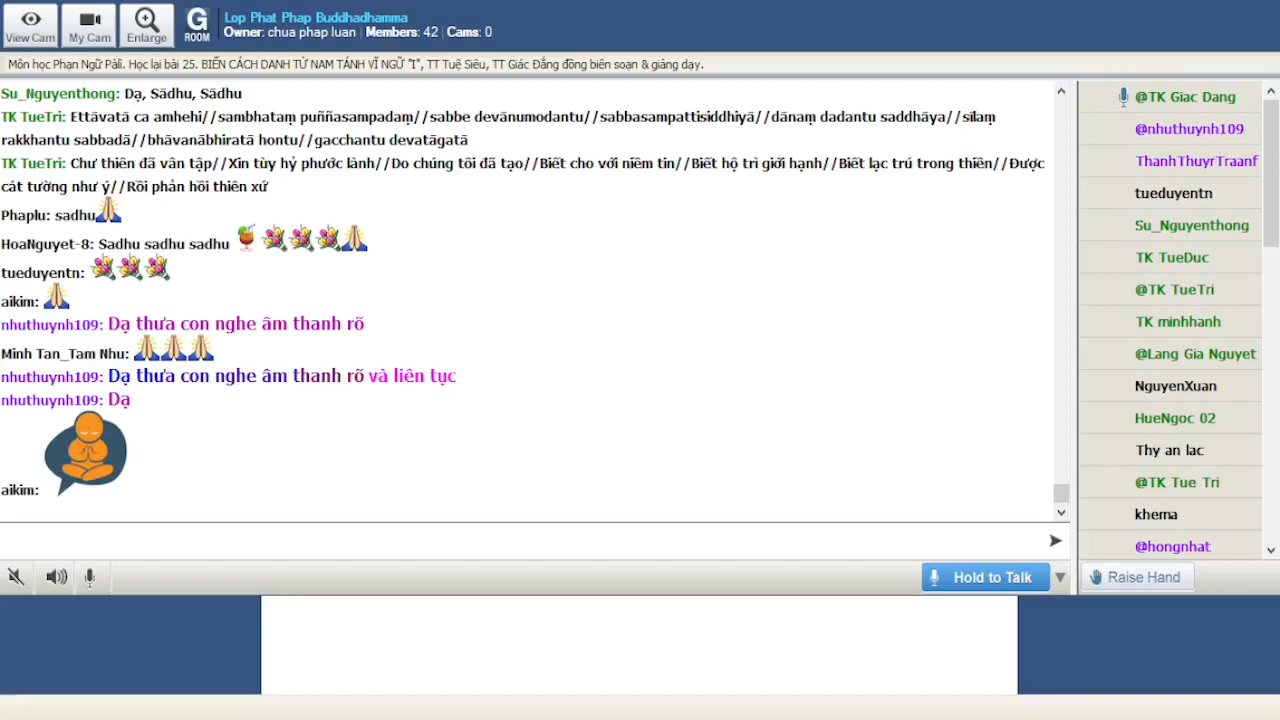 View Cam
My Cam
Enlarge
G
ROOM
Lop Phat Phap Buddhadhamma
Owner: chua phap luan Members: 42 Cams: 0
Môn học Phạn Ngữ Pàli. Học lại bài 25. BIẾN CÁCH DANH TỪ NAM TÁNH VĨ NGỮ "I", TT Tuệ Siêu, TT Giác Đẳng đồng biên soạn & giảng dạy.
Su_Nguyenthong: Dạ, Sādhu, Sādhu
TK TueTri: Ettāvatā ca amhehi//sambhataṃ puññasampadaṃ//sabbe devānumodantu//sabbasampattisiddhiyā//dānaṃ dadantu saddhāya//sīlaṃ
rakkhantu sabbadā//bhāvanābhiratā hontu//gacchantu devatāgatā
TK TueTri: Chư thiên đã vân tập//Xin tùy hỷ phước lành//Do chúng tôi đã tạo//Biết cho với niêm tin//Biết hộ trì giới hạnh//Biết lạc trú trong thiền//Được
cát tường như ý//Rồi phản hồi thiên xứ
Phaplu: sadhu
HoaNguyet-8: Sadhu sadhu sadhu
tueduyentn:
aikim:
nhuthuynh109: Dạ thưa con nghe âm thanh rõ
Minh Tan_Tam Nhu:
nhuthuynh109: Dạ thưa con nghe âm thanh rõ và liên tục
nhuthuynh109: Dạ
aikim:
Hold to Talk
@TK Giac Dang
@nhuthuynh109
ThanhThuyrTraanf
tueduyentn
Su_Nguyenthong
TK TueDuc
@TK TueTri
TK minhhanh
@Lang Gia Nguyet
NguyenXuan
HueNgoc 02
Thy an lac
@TK Tue Tri
khema
@hongnhat
Raise Hand